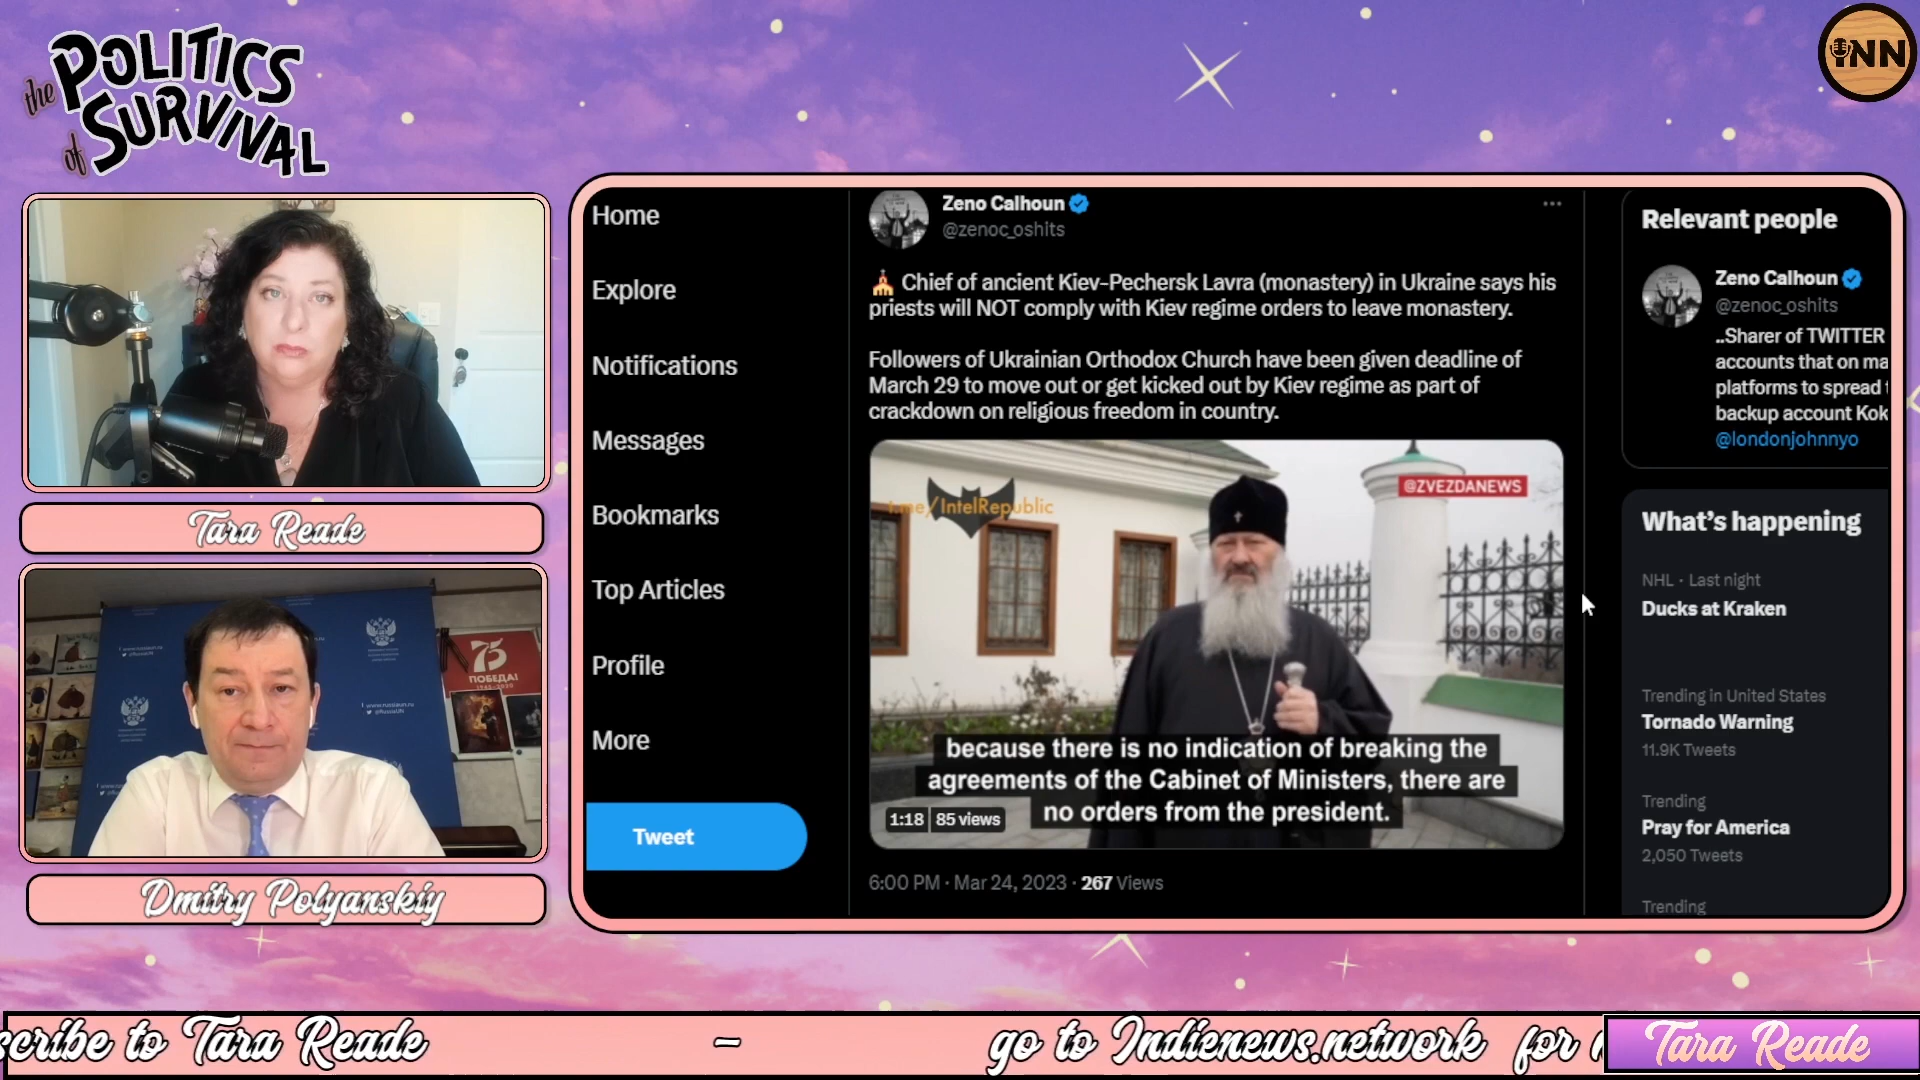 the POLITICS
of SURVIVAL
iNN
Tara Reade
75
ПОБЕДА!
1945-2020
Dmitry Polyanskiy
Home
Explore
Notifications
Messages
Bookmarks
Top Articles
Profile
More
Tweet
Zeno Calhoun
@zenoc_oshits
Chief of ancient Kiev-Pechersk Lavra (monastery) in Ukraine says his
priests will NOT comply with Kiev regime orders to leave monastery.
Followers of Ukrainian Orthodox Church have been given deadline of
March 29 to move out or get kicked out by Kiev regime as part of
crackdown on religious freedom in country.
t.me/IntelRepublic
@ZVEZDANEWS
because there is no indication of breaking the
agreements of the Cabinet of Ministers, there are
no orders from the president.
1:18 85 views
6:00 PM · Mar 24, 2023 · 267 Views
Relevant people
Zeno Calhoun
@zenoc_oshits
..Sharer of TWITTER
accounts that on ma
platforms to spread
backup account Kok
@londonjohnnyo
What's happening
NHL · Last night
Ducks at Kraken
Trending in United States
Tornado Warning
11.9K Tweets
Trending
Pray for America
2,050 Tweets
Trending
scribe to Tara Reade – go to Indienews.network for
Tara Reade